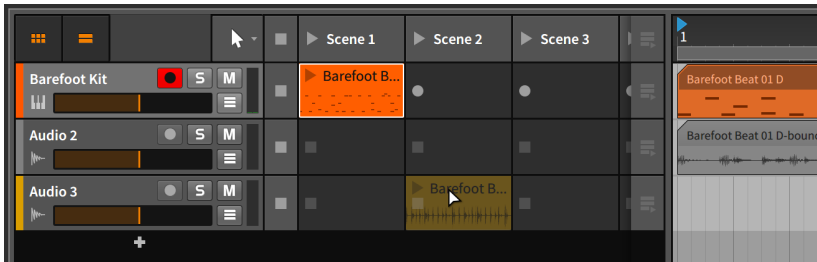 Scene 1
Scene 2
Scene 3
1
Barefoot Kit
S
M
Barefoot B...
Barefoot Beat 01 D
Audio 2
S
M
Barefoot Beat 01 D-bounc
Audio 3
S
M
Barefoot B...